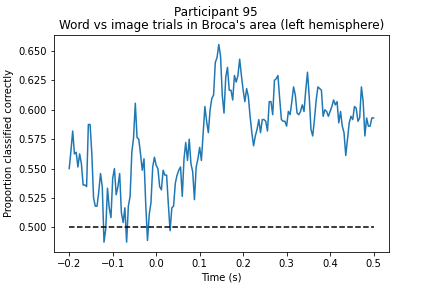 Participant 95
Word vs image trials in Broca's area (left hemisphere)
Proportion classified correctly
0.650
0.625
0.600
0.575
0.550
0.525
0.500
−0.2 −0.1 0.0 0.1 0.2 0.3 0.4 0.5
Time (s)